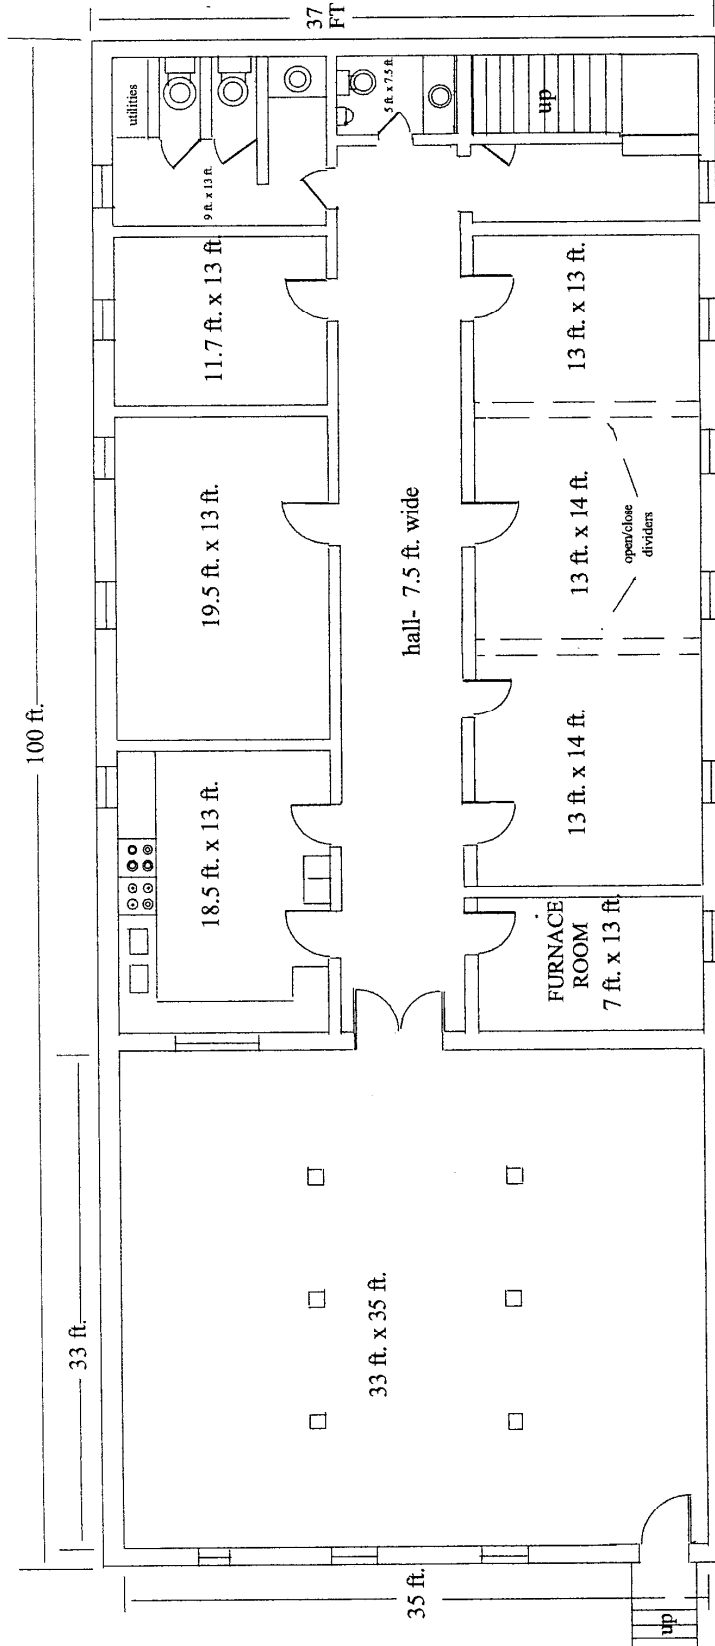 37
FT
100 ft.
33 ft.
35 ft.
utilities
9 ft. x 13 ft.
5 ft. x 7.5 ft.
up
11.7 ft. x 13 ft.
13 ft. x 13 ft.
19.5 ft. x 13 ft.
hall- 7.5 ft. wide
13 ft. x 14 ft.
open/close
dividers
18.5 ft. x 13 ft.
13 ft. x 14 ft.
FURNACE
ROOM
7 ft. x 13 ft.
33 ft. x 35 ft.
up